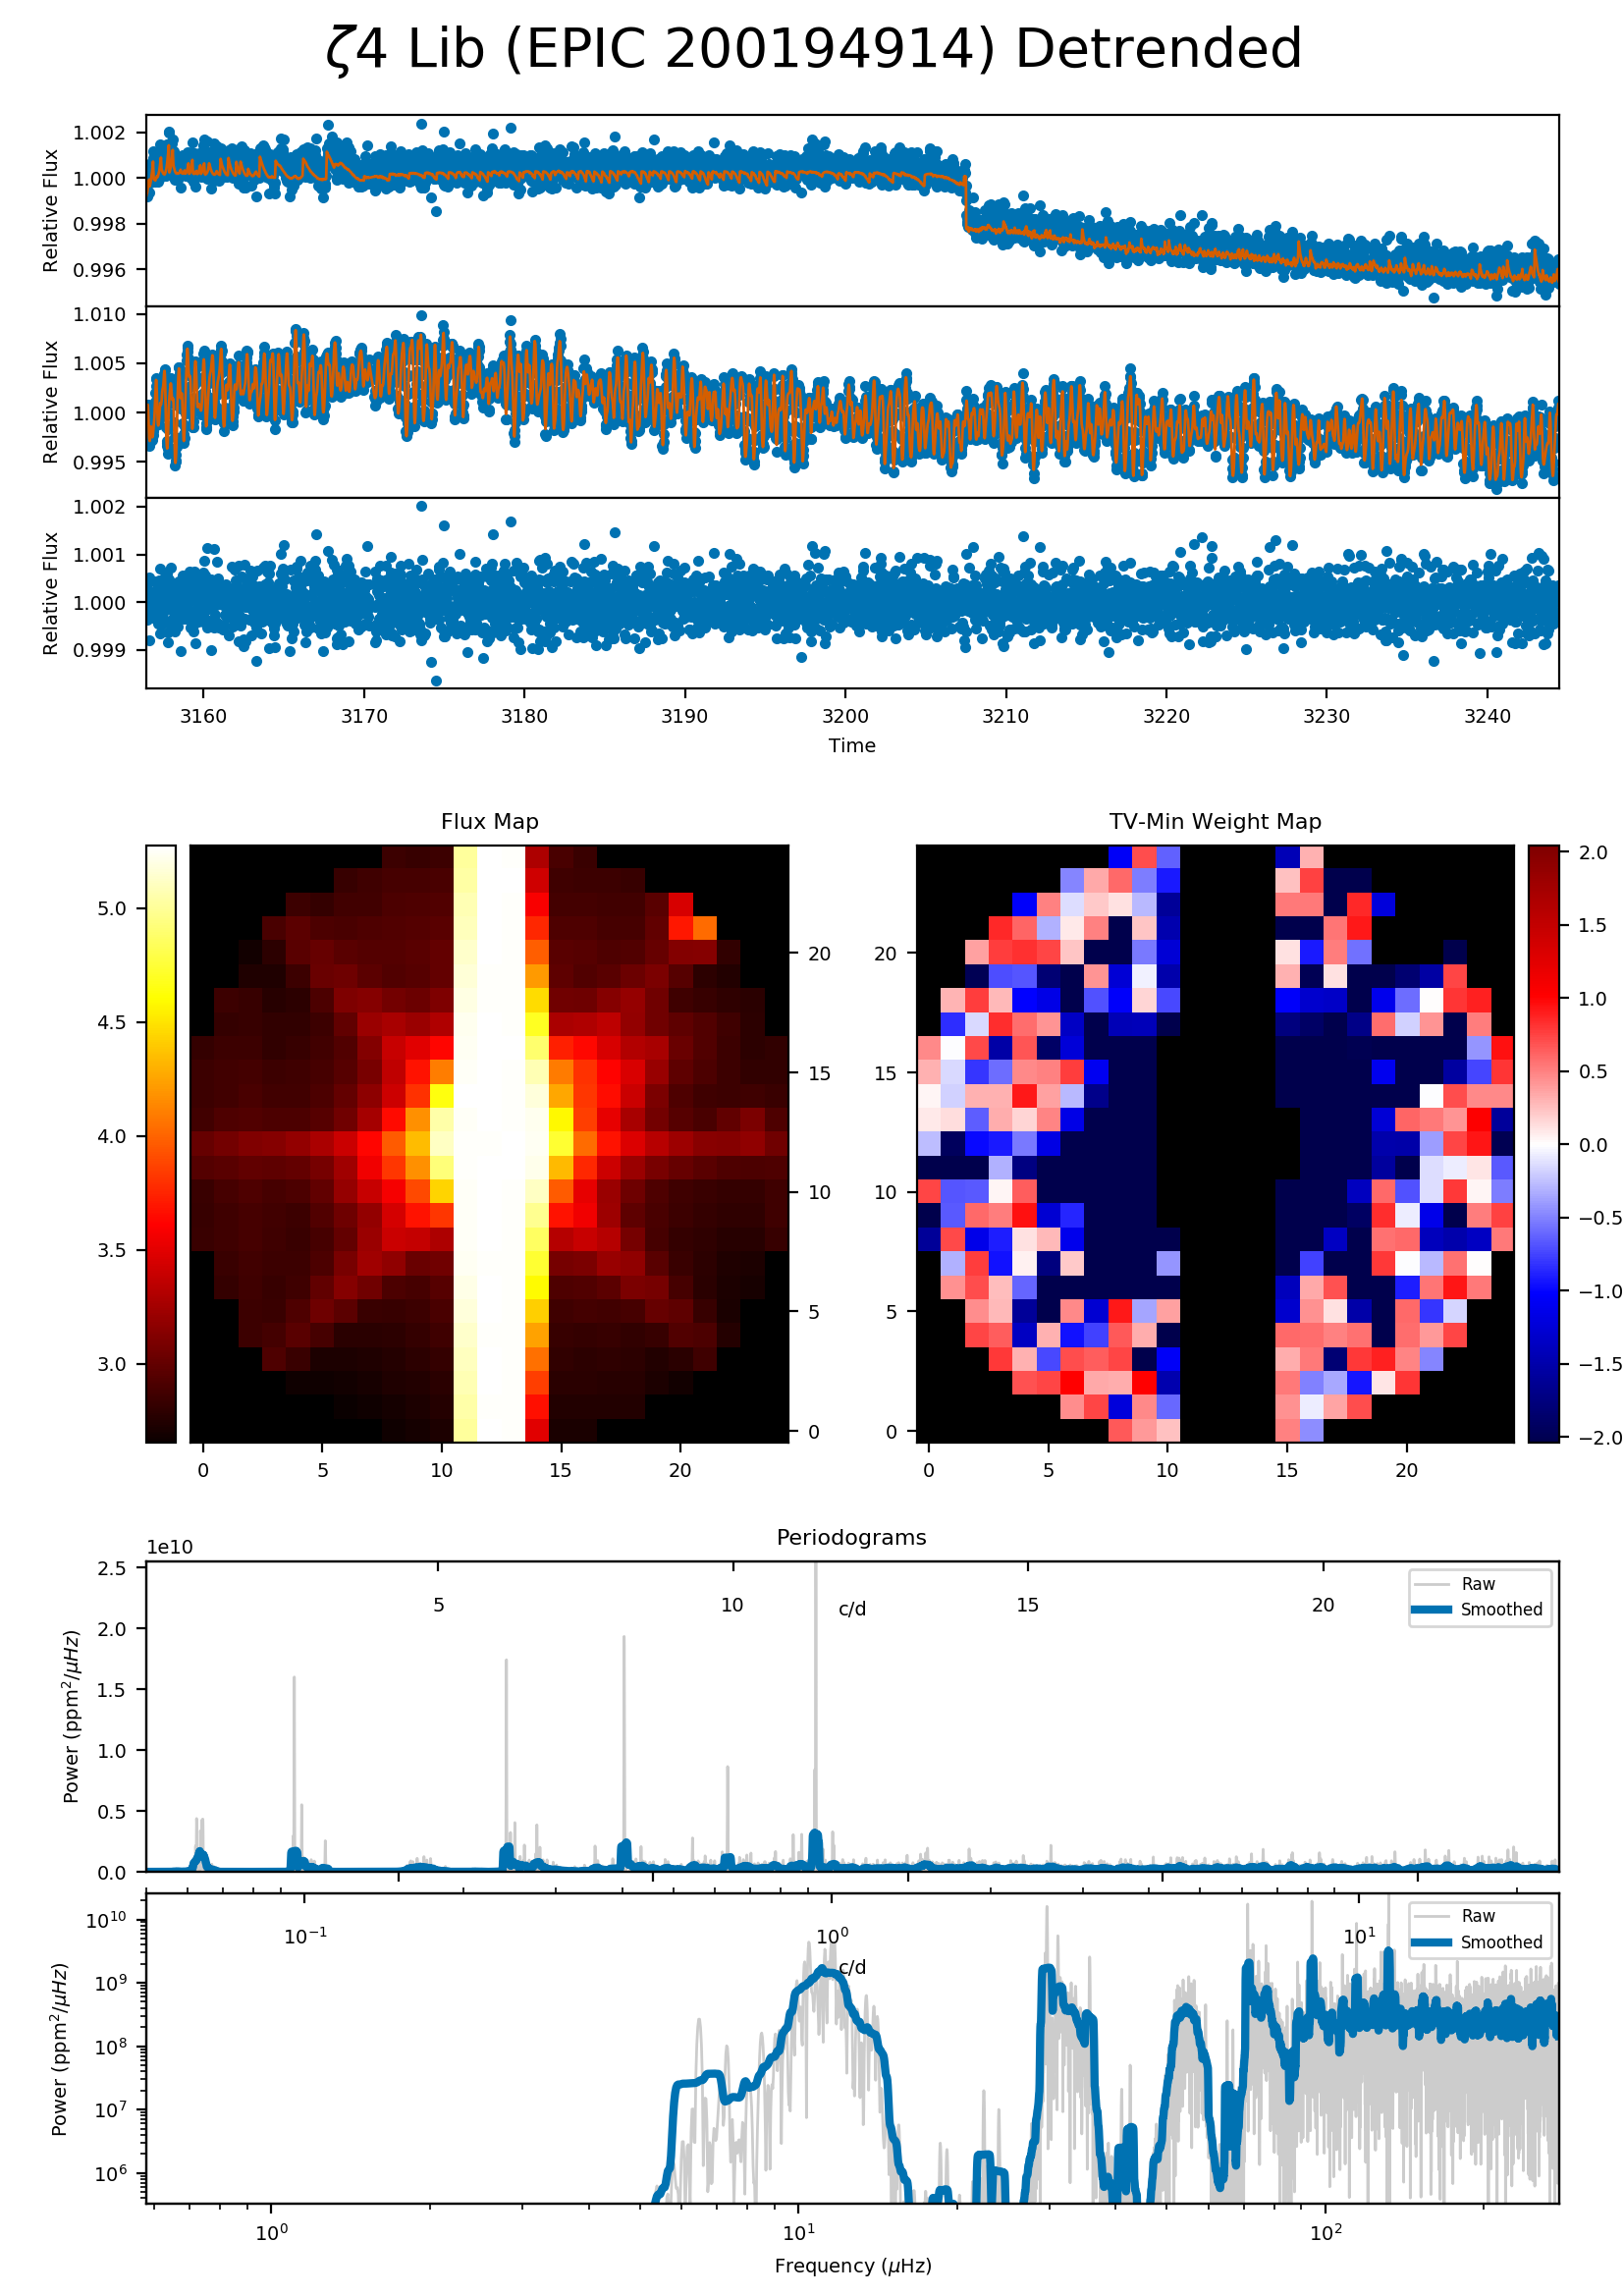 ζ4 Lib (EPIC 200194914) Detrended
1.002
1.000
0.998
0.996
Relative Flux
1.010
1.005
1.000
0.995
Relative Flux
1.002
1.001
1.000
0.999
Relative Flux
3160 3170 3180 3190 3200 3210 3220 3230 3240
Time
Flux Map
5.0
4.5
4.0
3.5
3.0
20
15
10
5
0
0 5 10 15 20
TV-Min Weight Map
20
15
10
5
0
0 5 10 15 20
2.0
1.5
1.0
0.5
0.0
−0.5
−1.0
−1.5
−2.0
Periodograms
1e10
2.5
2.0
1.5
1.0
0.5
0.0
Power (ppm²/μHz)
5 10 15 20
c/d
Raw
Smoothed
10¹⁰
10⁹
10⁸
10⁷
10⁶
Power (ppm²/μHz)
10⁻¹ 10⁰ 10¹
c/d
Raw
Smoothed
10⁰ 10¹ 10²
Frequency (μHz)